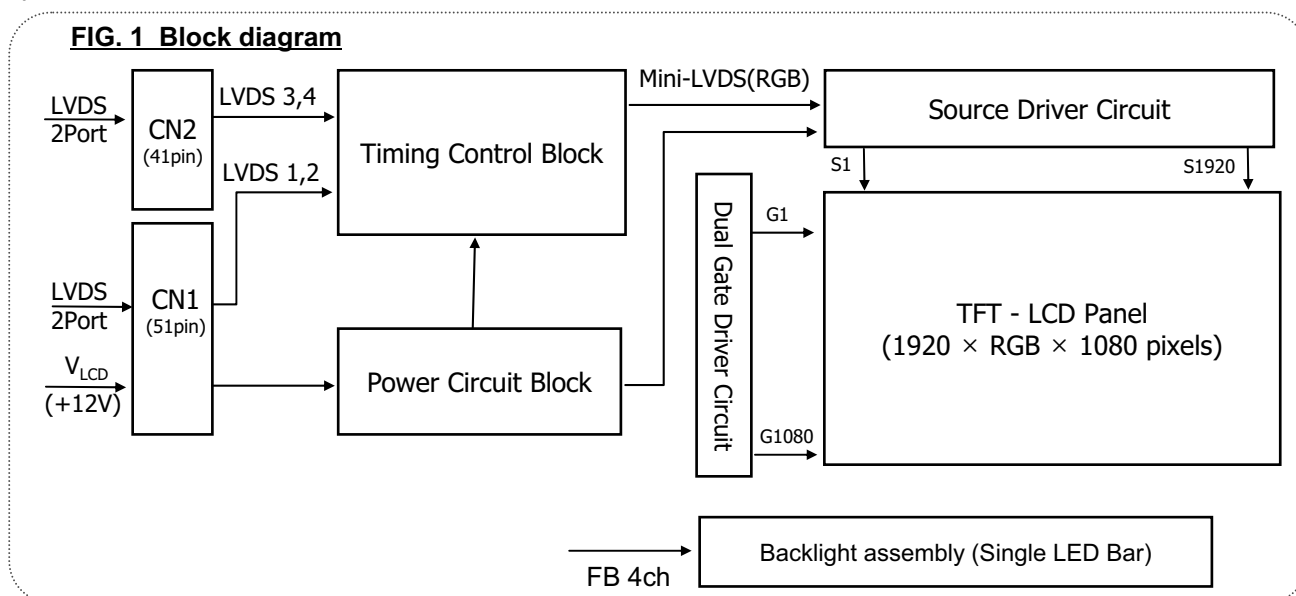 FIG. 1 Block diagram
LVDS
2Port
CN2
(41pin)
LVDS 3,4
LVDS 1,2
Timing Control Block
Mini-LVDS(RGB)
Source Driver Circuit
S1
S1920
LVDS
2Port
V_LCD
(+12V)
CN1
(51pin)
Power Circuit Block
Dual Gate Driver Circuit
G1
G1080
TFT - LCD Panel
(1920 × RGB × 1080 pixels)
FB 4ch
Backlight assembly (Single LED Bar)